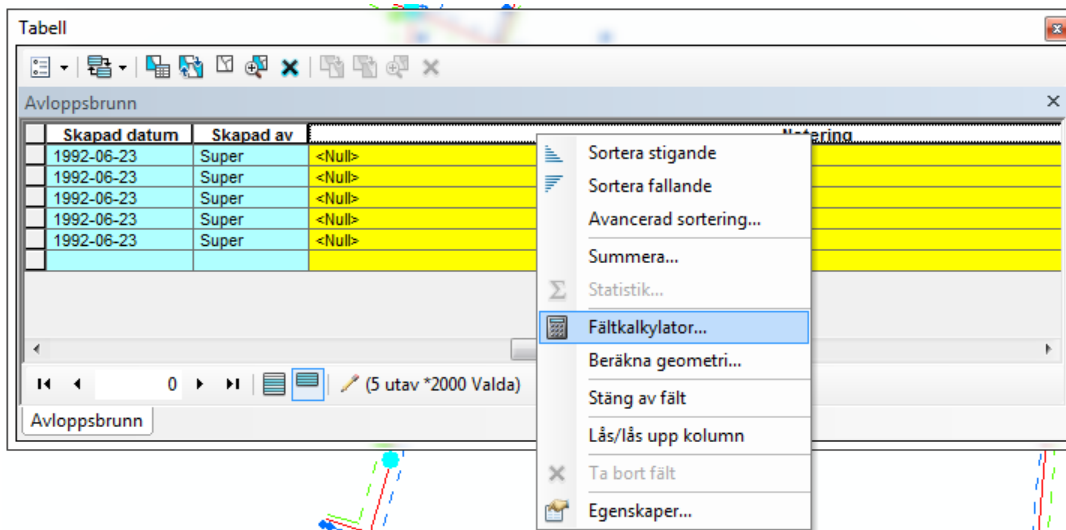 Tabell
Avloppsbrunn
Skapad datum Skapad av Notering
1992-06-23 Super <Null>
1992-06-23 Super <Null>
1992-06-23 Super <Null>
1992-06-23 Super <Null>
1992-06-23 Super <Null>
Sortera stigande
Sortera fallande
Avancerad sortering...
Summera...
Statistik...
Fältkalkylator...
Beräkna geometri...
Stäng av fält
Lås/lås upp kolumn
Ta bort fält
Egenskaper...
0 (5 utav *2000 Valda)
Avloppsbrunn